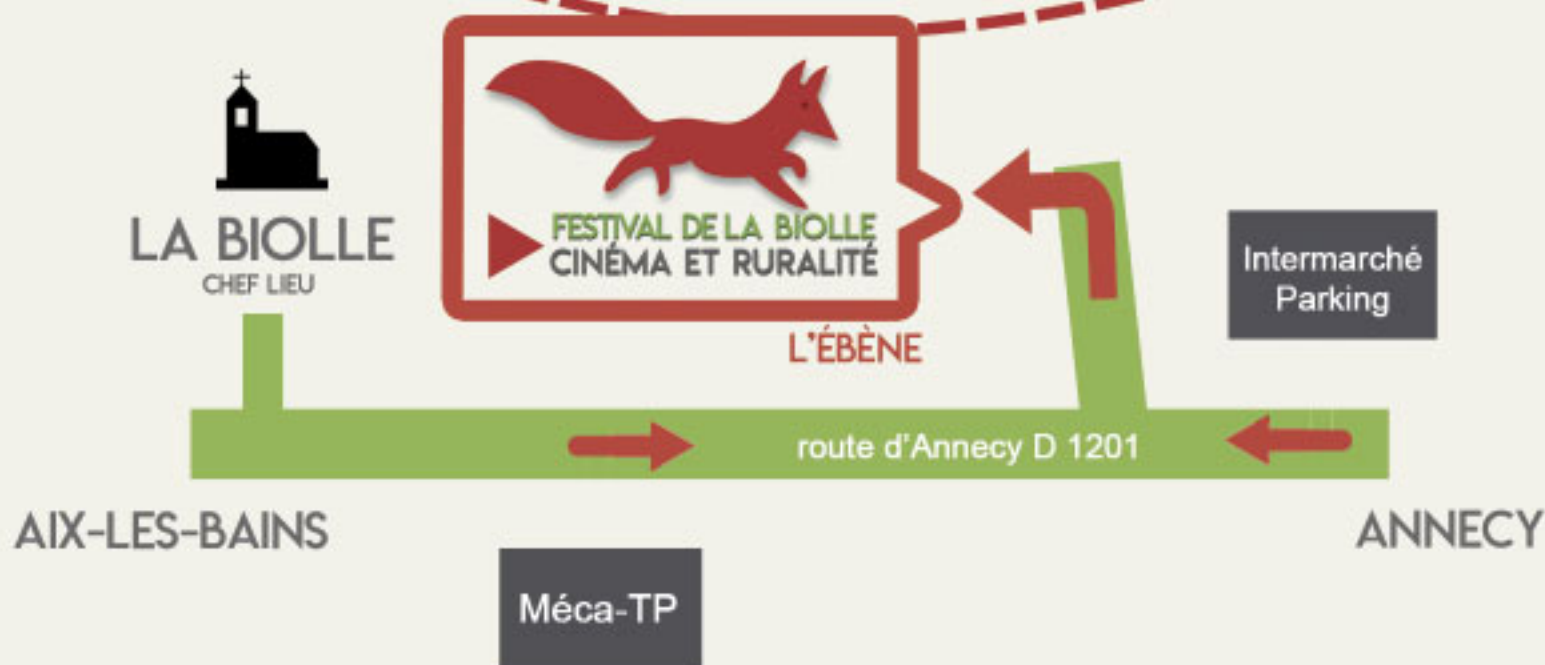 LA BIOLLE
CHEF LIEU
FESTIVAL DE LA BIOLLE
CINÉMA ET RURALITÉ
L'ÉBÈNE
Intermarché
Parking
route d'Annecy D 1201
AIX-LES-BAINS
ANNECY
Méca-TP